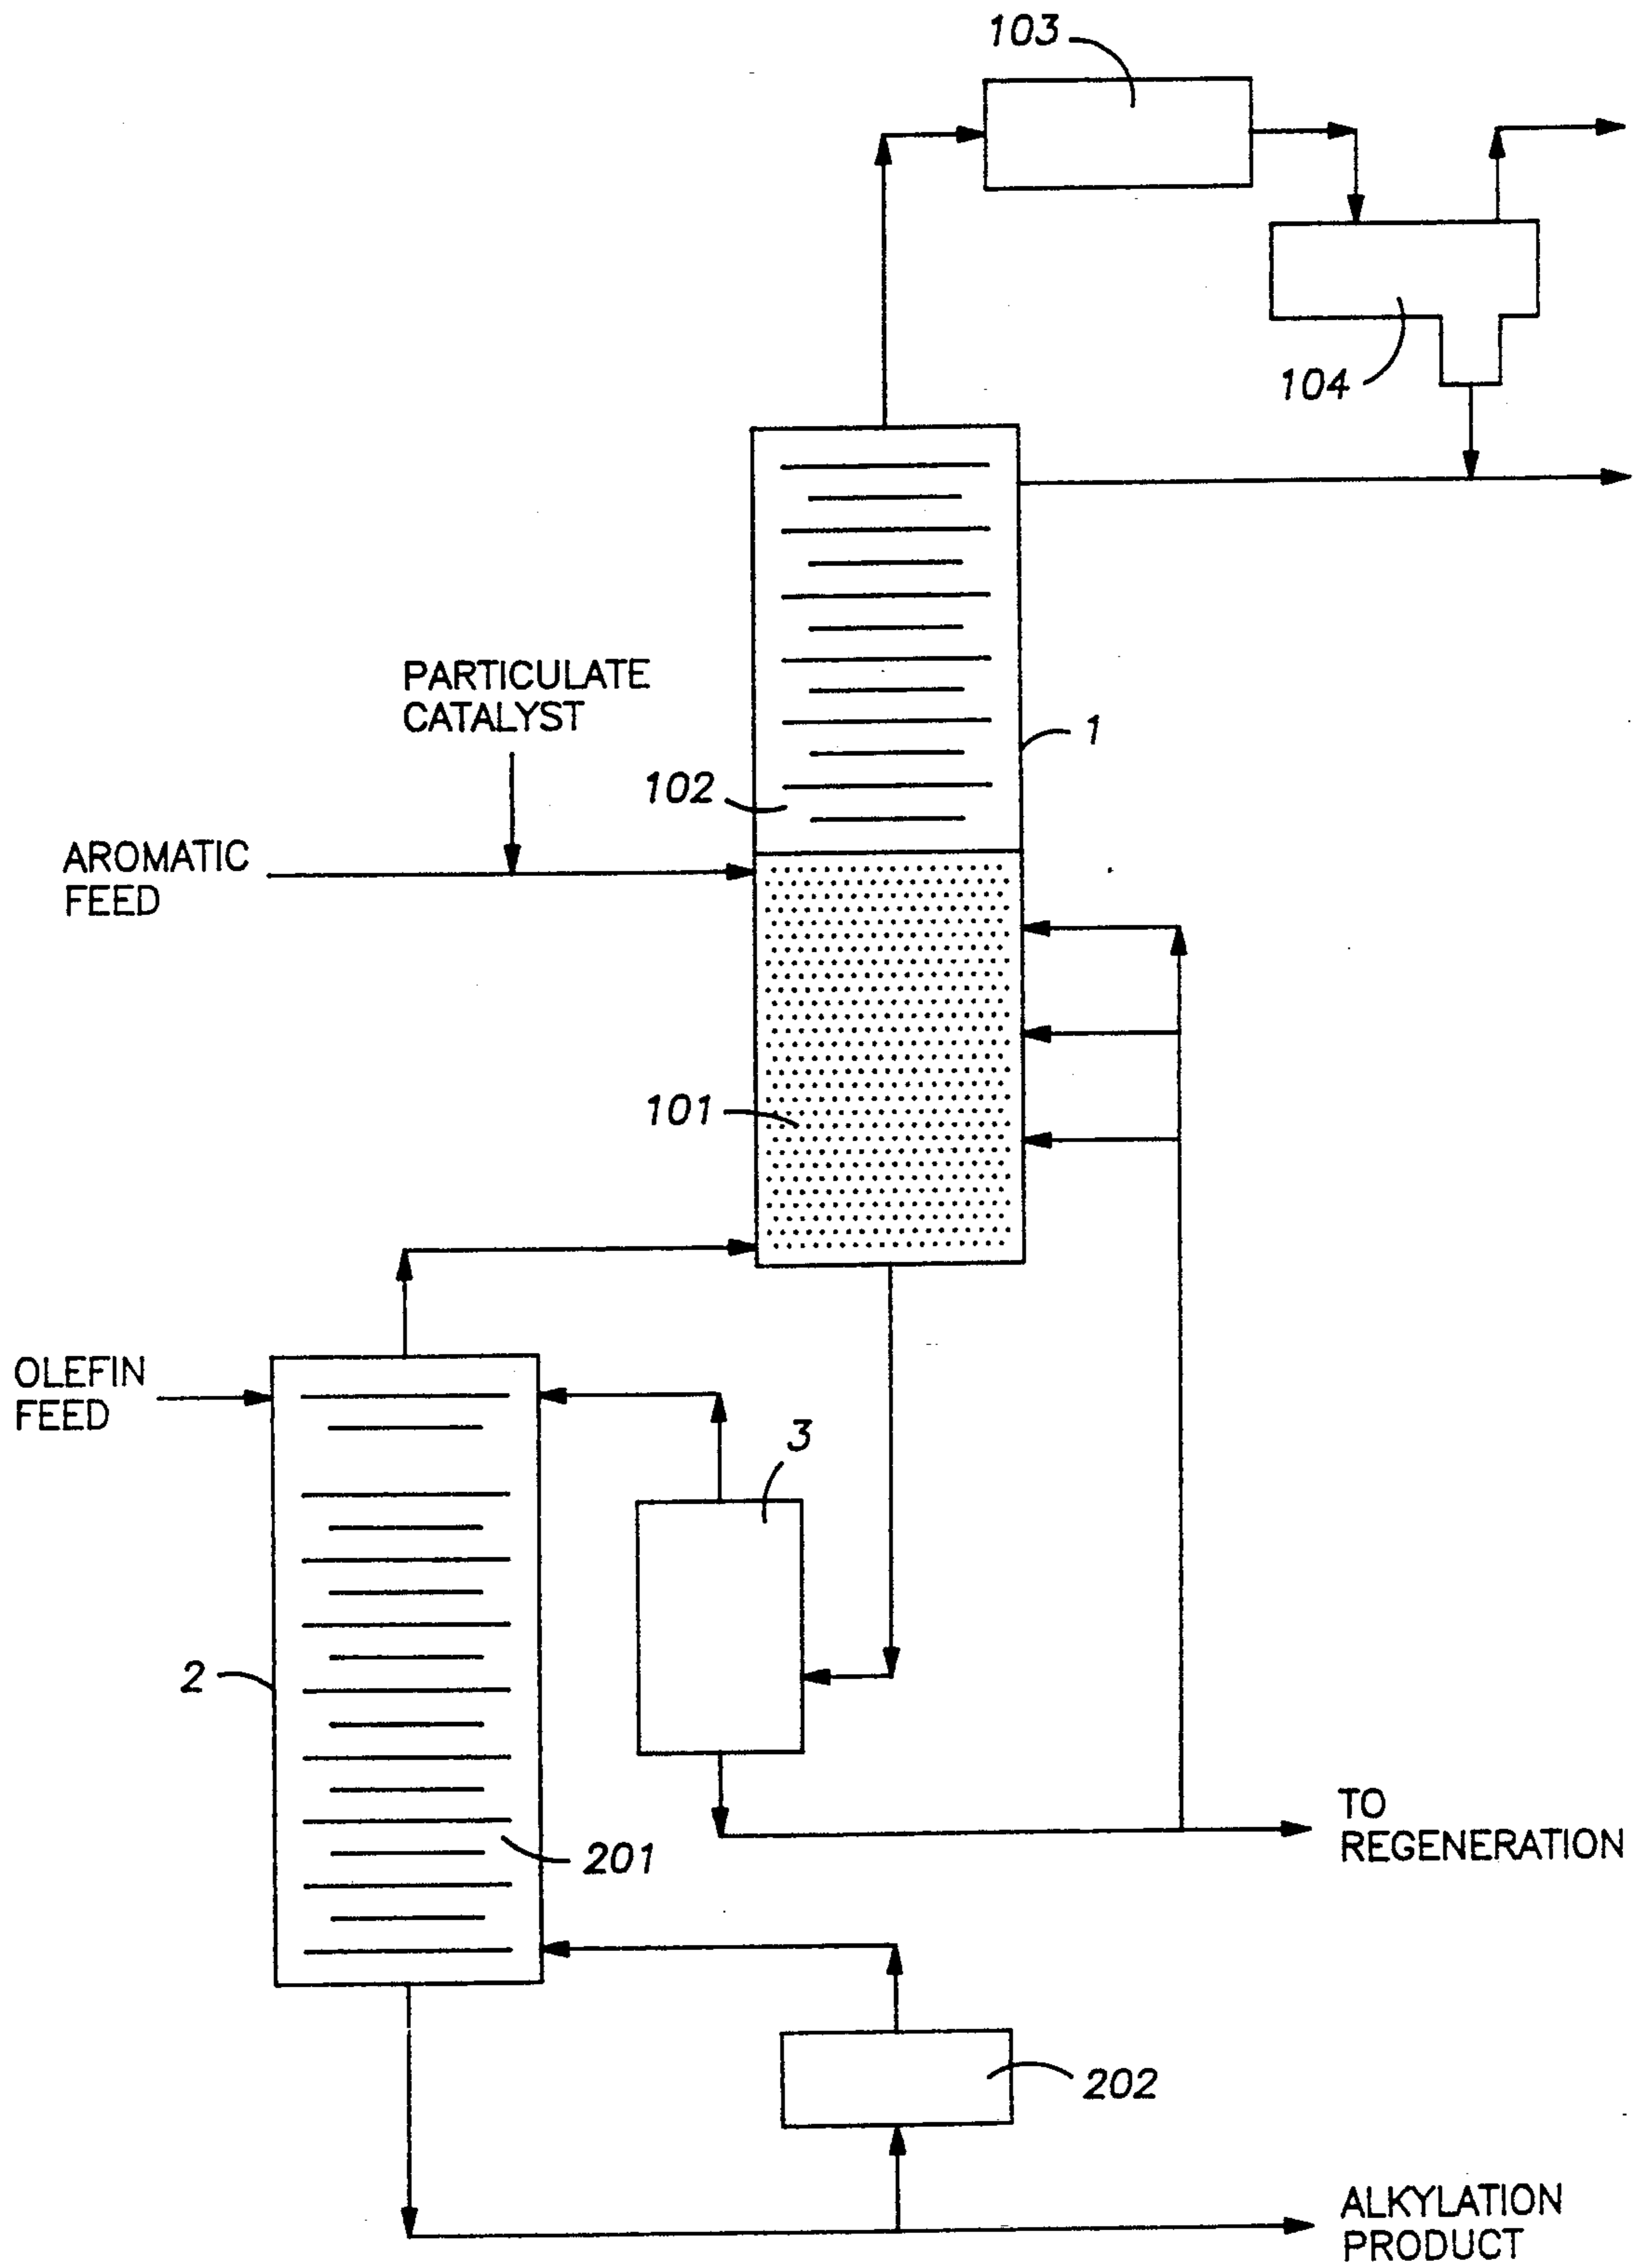 103
104
PARTICULATE
CATALYST
1
102
AROMATIC
FEED
101
OLEFIN
FEED
3
2
TO
REGENERATION
201
202
ALKYLATION
PRODUCT